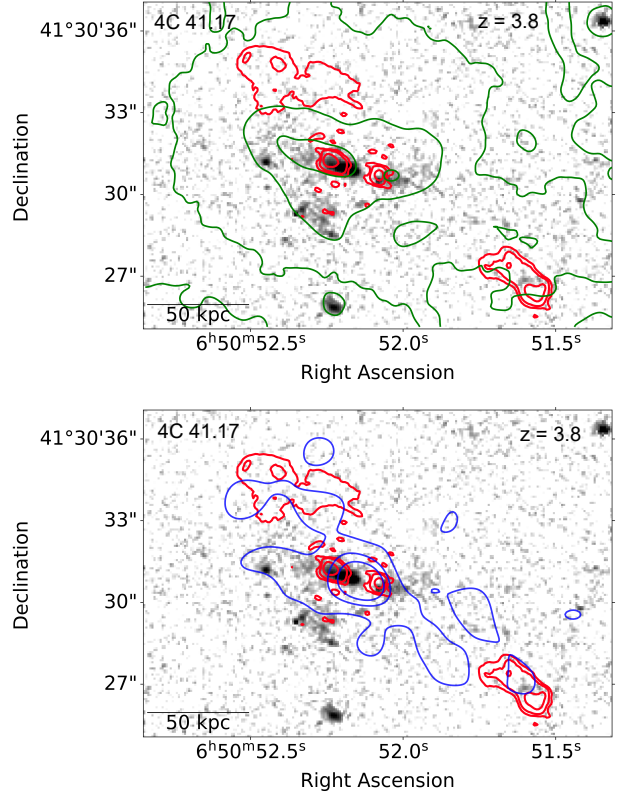 4C 41.17 z = 3.8
41°30'36"
33"
30"
27"
Declination
50 kpc
6ʰ50ᵐ52.5ˢ 52.0ˢ 51.5ˢ
Right Ascension
4C 41.17 z = 3.8
41°30'36"
33"
30"
27"
Declination
50 kpc
6ʰ50ᵐ52.5ˢ 52.0ˢ 51.5ˢ
Right Ascension